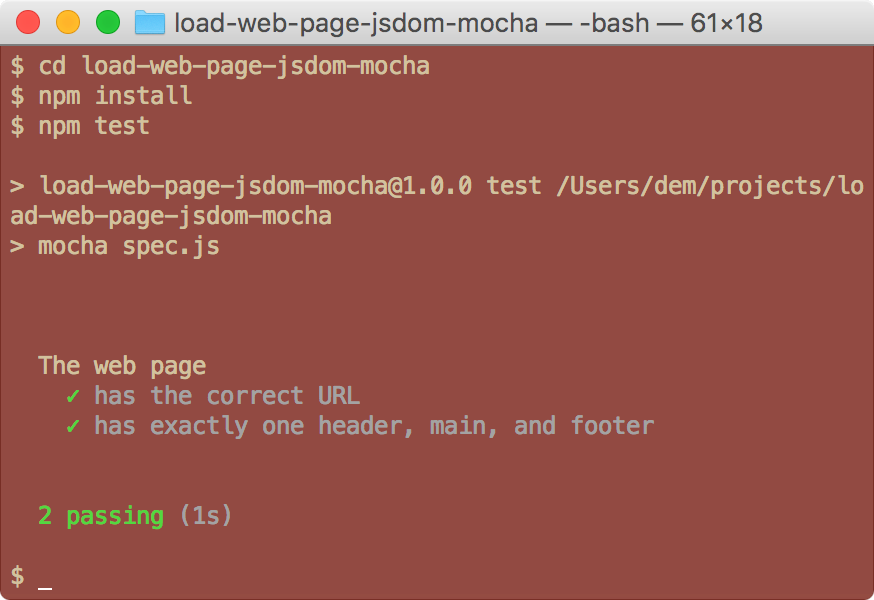 load-web-page-jsdom-mocha — -bash — 61×18
$ cd load-web-page-jsdom-mocha
$ npm install
$ npm test
> load-web-page-jsdom-mocha@1.0.0 test /Users/dem/projects/lo
ad-web-page-jsdom-mocha
> mocha spec.js
The web page
✓ has the correct URL
✓ has exactly one header, main, and footer
2 passing (1s)
$ _